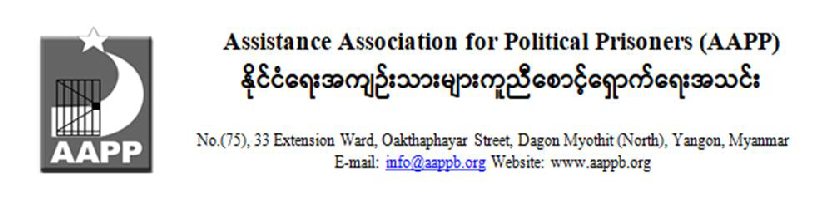 Assistance Association for Political Prisoners (AAPP)
နိုင်ငံရေးအကျဉ်းသားများကူညီစောင့်ရှောက်ရေးအသင်း
AAPP
No.(75), 33 Extension Ward, Oakthaphayar Street, Dagon Myothit (North), Yangon, Myanmar
E-mail: info@aappb.org Website: www.aappb.org